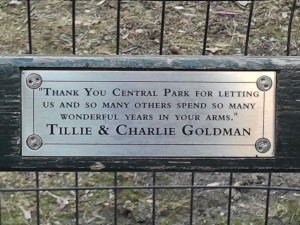 "Thank You Central Park for letting
us and so many others spend so many
wonderful years in your arms."
Tillie & Charlie Goldman